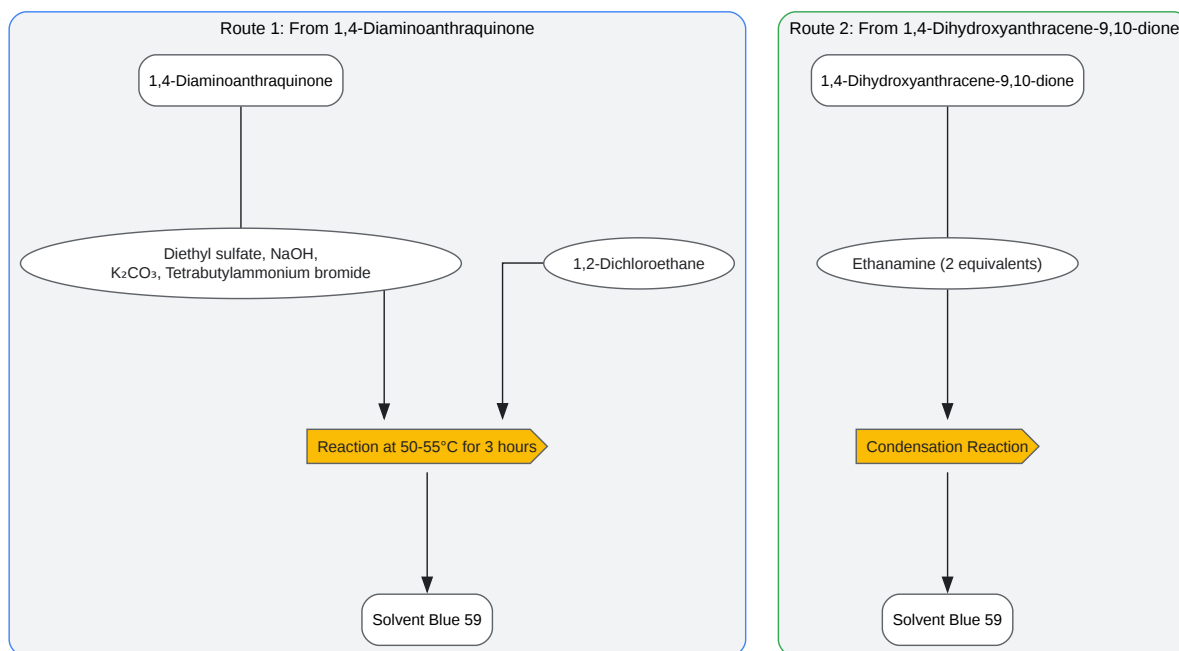 Route 1: From 1,4-Diaminoanthraquinone
1,4-Diaminoanthraquinone
Diethyl sulfate, NaOH,
K₂CO₃, Tetrabutylammonium bromide
1,2-Dichloroethane
Reaction at 50-55°C for 3 hours
Solvent Blue 59
Route 2: From 1,4-Dihydroxyanthracene-9,10-dione
1,4-Dihydroxyanthracene-9,10-dione
Ethanamine (2 equivalents)
Condensation Reaction
Solvent Blue 59